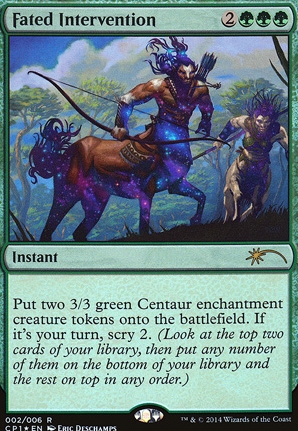 Fated Intervention 2
Instant
Put two 3/3 green Centaur enchantment
creature tokens onto the battlefield. If
it's your turn, scry 2. (Look at the top two
cards of your library, then put any number
of them on the bottom of your library and
the rest on top in any order.)
002/006 R
CP1★EN Eric Deschamps
™ & © 2014 Wizards of the Coast